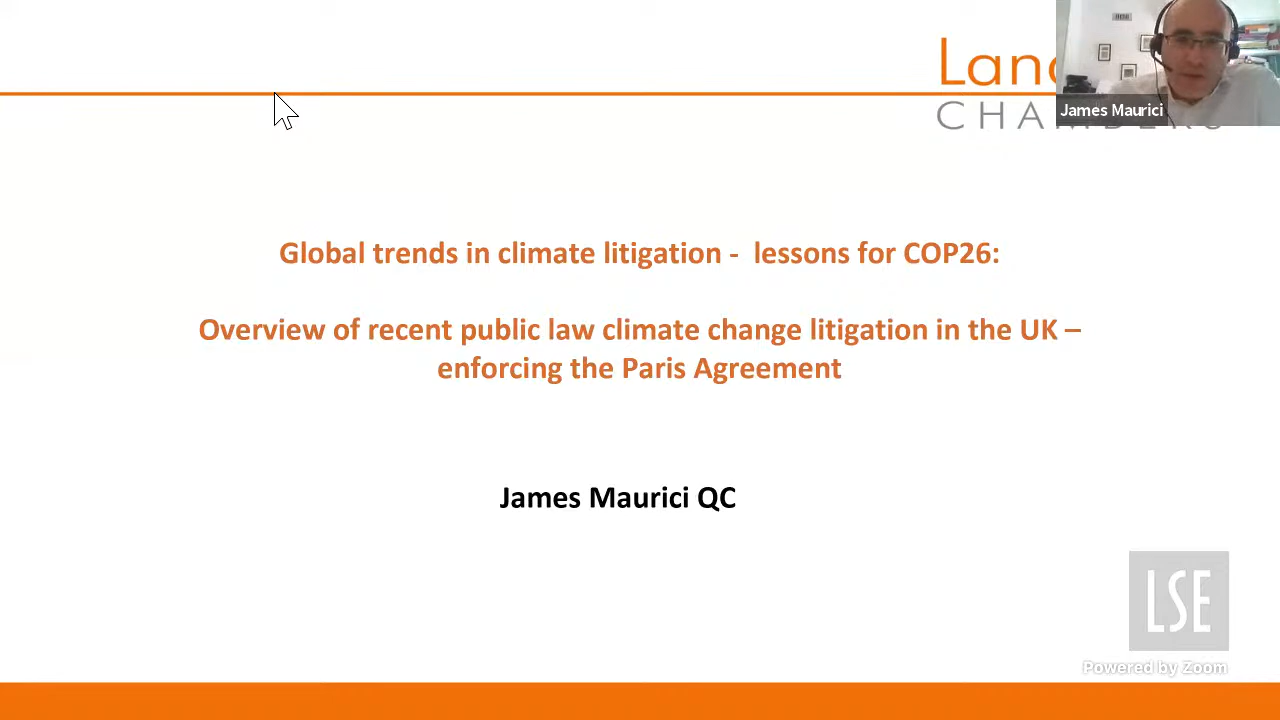 James Maurici
Global trends in climate litigation - lessons for COP26:
Overview of recent public law climate change litigation in the UK –
enforcing the Paris Agreement
James Maurici QC
LSE
Powered by Zoom